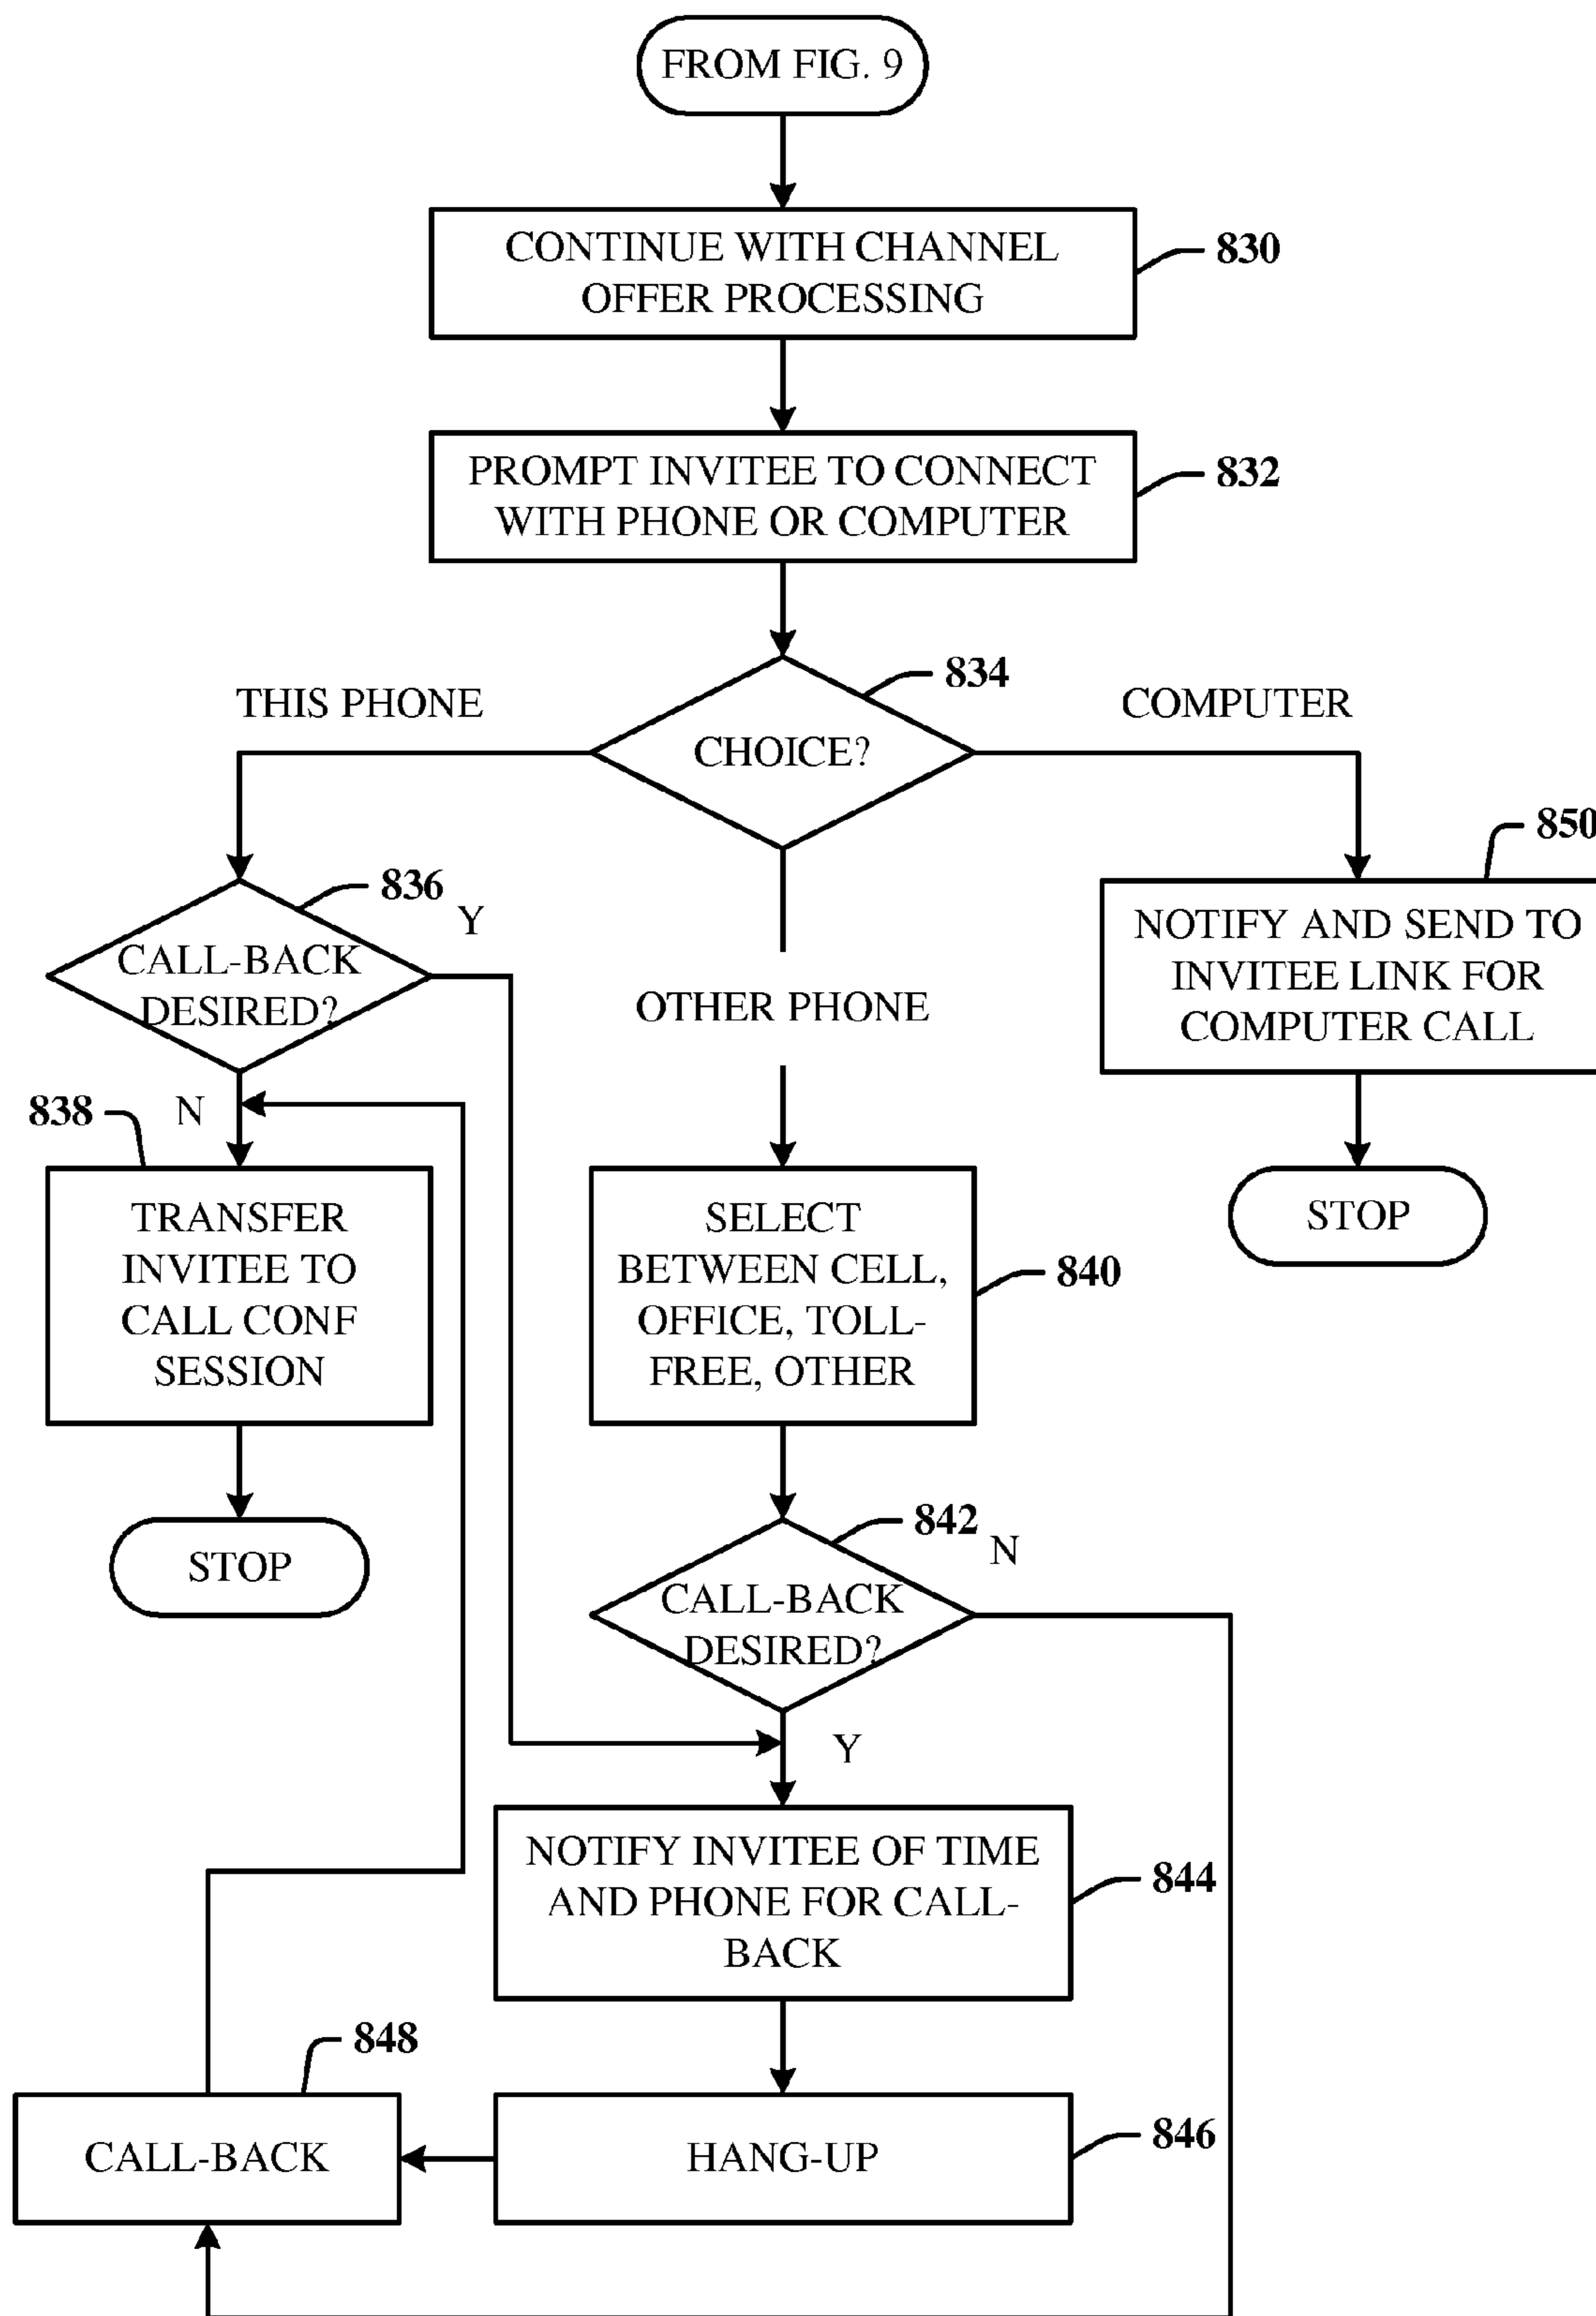 FROM FIG. 9
CONTINUE WITH CHANNEL
OFFER PROCESSING
830
PROMPT INVITEE TO CONNECT
WITH PHONE OR COMPUTER
832
834
THIS PHONE
COMPUTER
CHOICE?
850
836
Y
CALL-BACK
DESIRED?
NOTIFY AND SEND TO
INVITEE LINK FOR
COMPUTER CALL
OTHER PHONE
838
N
TRANSFER
INVITEE TO
CALL CONF
SESSION
SELECT
BETWEEN CELL,
OFFICE, TOLL-
FREE, OTHER
840
STOP
842
N
STOP
CALL-BACK
DESIRED?
Y
NOTIFY INVITEE OF TIME
AND PHONE FOR CALL-
BACK
844
848
CALL-BACK
HANG-UP
846